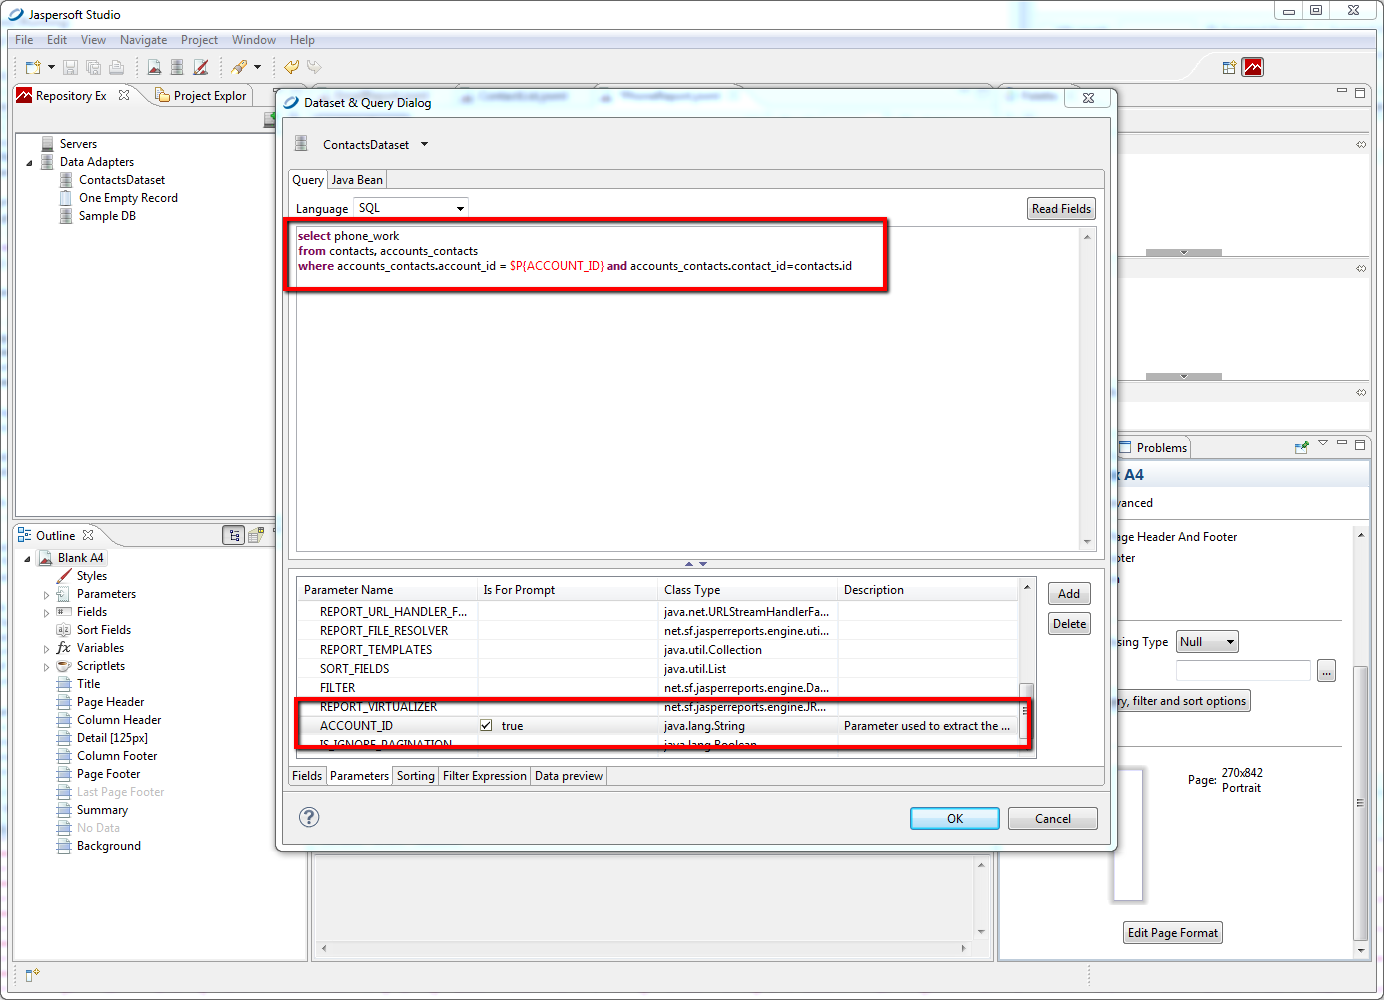 Jaspersoft Studio
File Edit View Navigate Project Window Help
Repository Ex
Project Explor
Servers
Data Adapters
ContactsDataset
One Empty Record
Sample DB
Outline
Blank A4
Styles
Parameters
Fields
Sort Fields
Variables
Scriptlets
Title
Page Header
Column Header
Detail [125px]
Column Footer
Page Footer
Last Page Footer
Summary
No Data
Background
Dataset & Query Dialog
ContactsDataset
Query Java Bean
Language SQL
Read Fields
select phone_work
from contacts, accounts_contacts
where accounts_contacts.account_id = $P{ACCOUNT_ID} and accounts_contacts.contact_id=contacts.id
Parameter Name Is For Prompt Class Type Description
REPORT_URL_HANDLER_F... java.net.URLStreamHandlerFa...
REPORT_FILE_RESOLVER net.sf.jasperreports.engine.uti...
REPORT_TEMPLATES java.util.Collection
SORT_FIELDS java.util.List
FILTER net.sf.jasperreports.engine.Da...
REPORT_VIRTUALIZER net.sf.jasperreports.engine.JR...
ACCOUNT_ID true java.lang.String Parameter used to extract the ...
IS_IGNORE_PAGINATION java.lang.Boolean
Add
Delete
Fields Parameters Sorting Filter Expression Data preview
OK Cancel
Problems
A4
vanced
age Header And Footer
oter
sing Type Null
...
ry, filter and sort options
Page: 270x842
Portrait
Edit Page Format